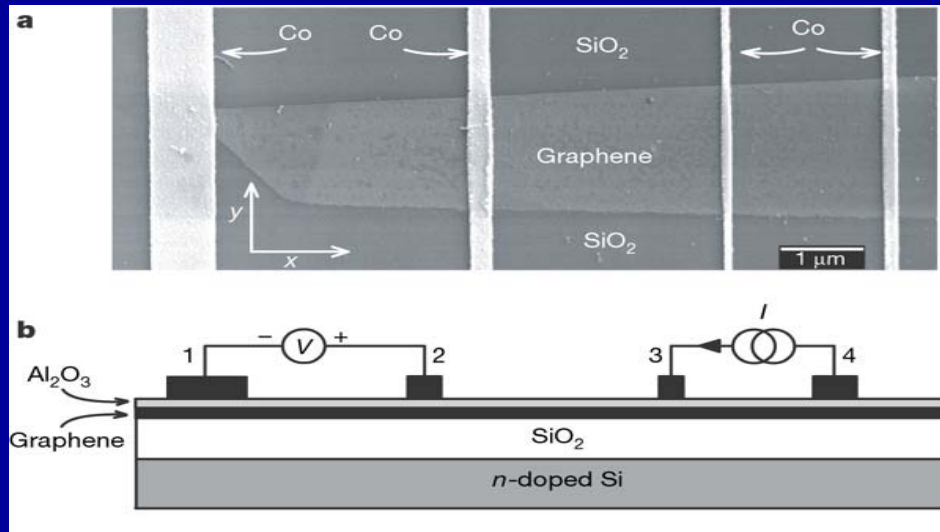 a
Co Co SiO₂ Co
Graphene
y
x
SiO₂
1 μm
b
I
1 − V + 2 3 4
Al₂O₃
Graphene
SiO₂
n-doped Si